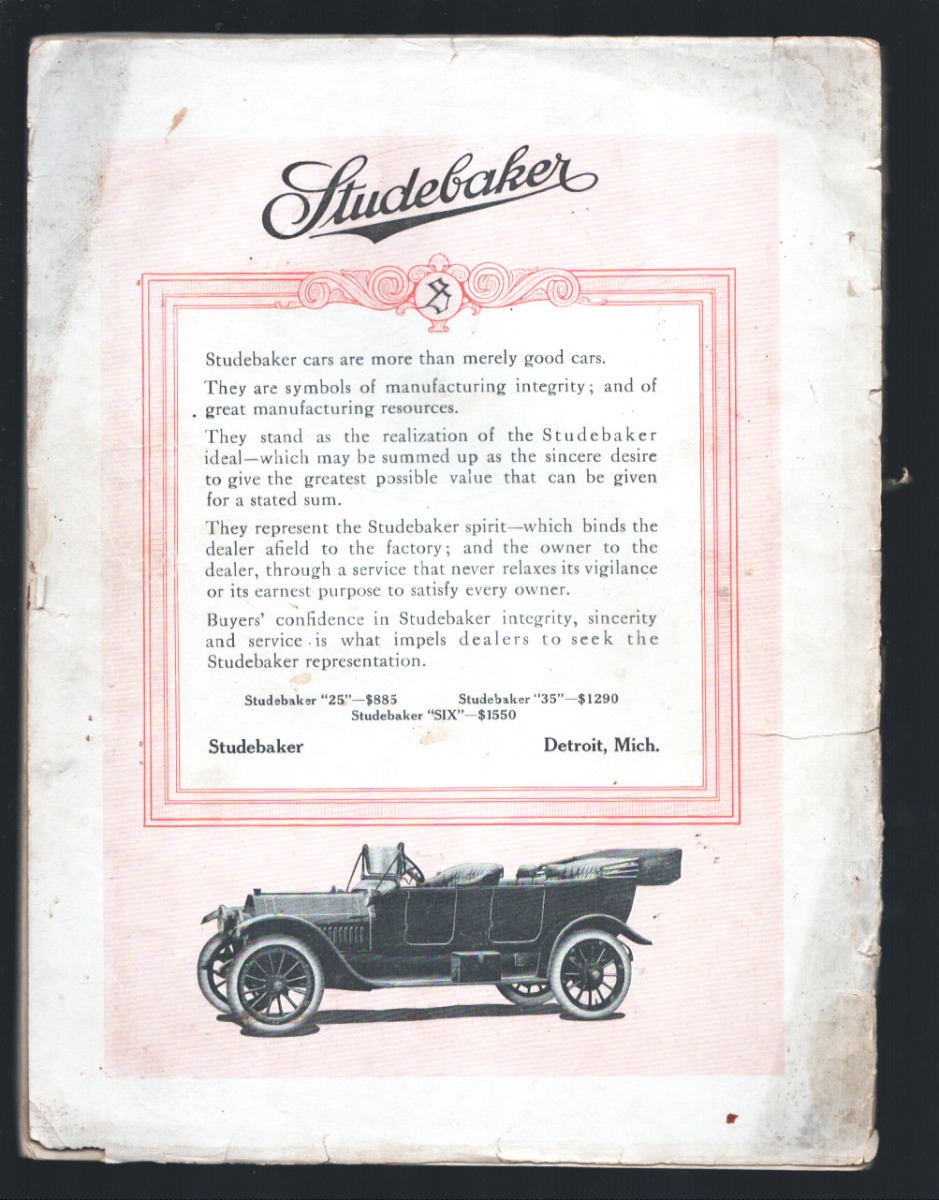 Studebaker
S
Studebaker cars are more than merely good cars.
They are symbols of manufacturing integrity; and of
great manufacturing resources.
They stand as the realization of the Studebaker
ideal—which may be summed up as the sincere desire
to give the greatest possible value that can be given
for a stated sum.
They represent the Studebaker spirit—which binds the
dealer afield to the factory; and the owner to the
dealer, through a service that never relaxes its vigilance
or its earnest purpose to satisfy every owner.
Buyers' confidence in Studebaker integrity, sincerity
and service is what impels dealers to seek the
Studebaker representation.
Studebaker "25"—$885 Studebaker "35"—$1290
Studebaker "SIX"—$1550
Studebaker Detroit, Mich.